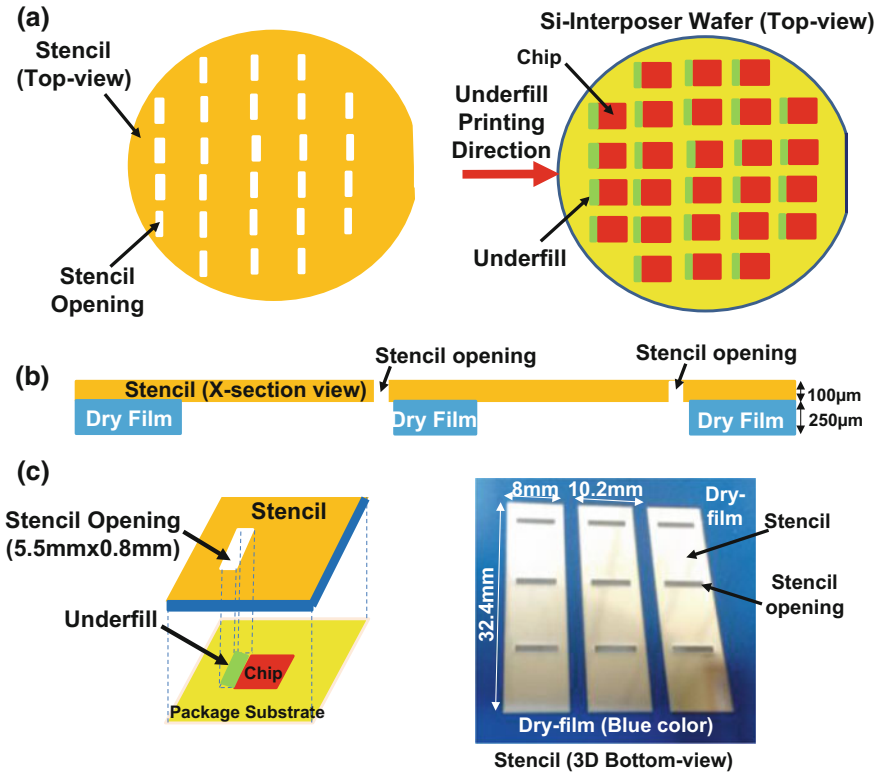 (a)
Stencil
(Top-view)
Stencil
Opening
Si-Interposer Wafer (Top-view)
Chip
Underfill
Printing
Direction
Underfill
(b)
Stencil opening
Stencil opening
Stencil (X-section view)
100µm
Dry Film
Dry Film
Dry Film
250µm
(c)
Stencil Opening
(5.5mmx0.8mm)
Stencil
Underfill
Chip
Package Substrate
8mm
10.2mm
Dry-
film
Stencil
Stencil
opening
32.4mm
Dry-film (Blue color)
Stencil (3D Bottom-view)